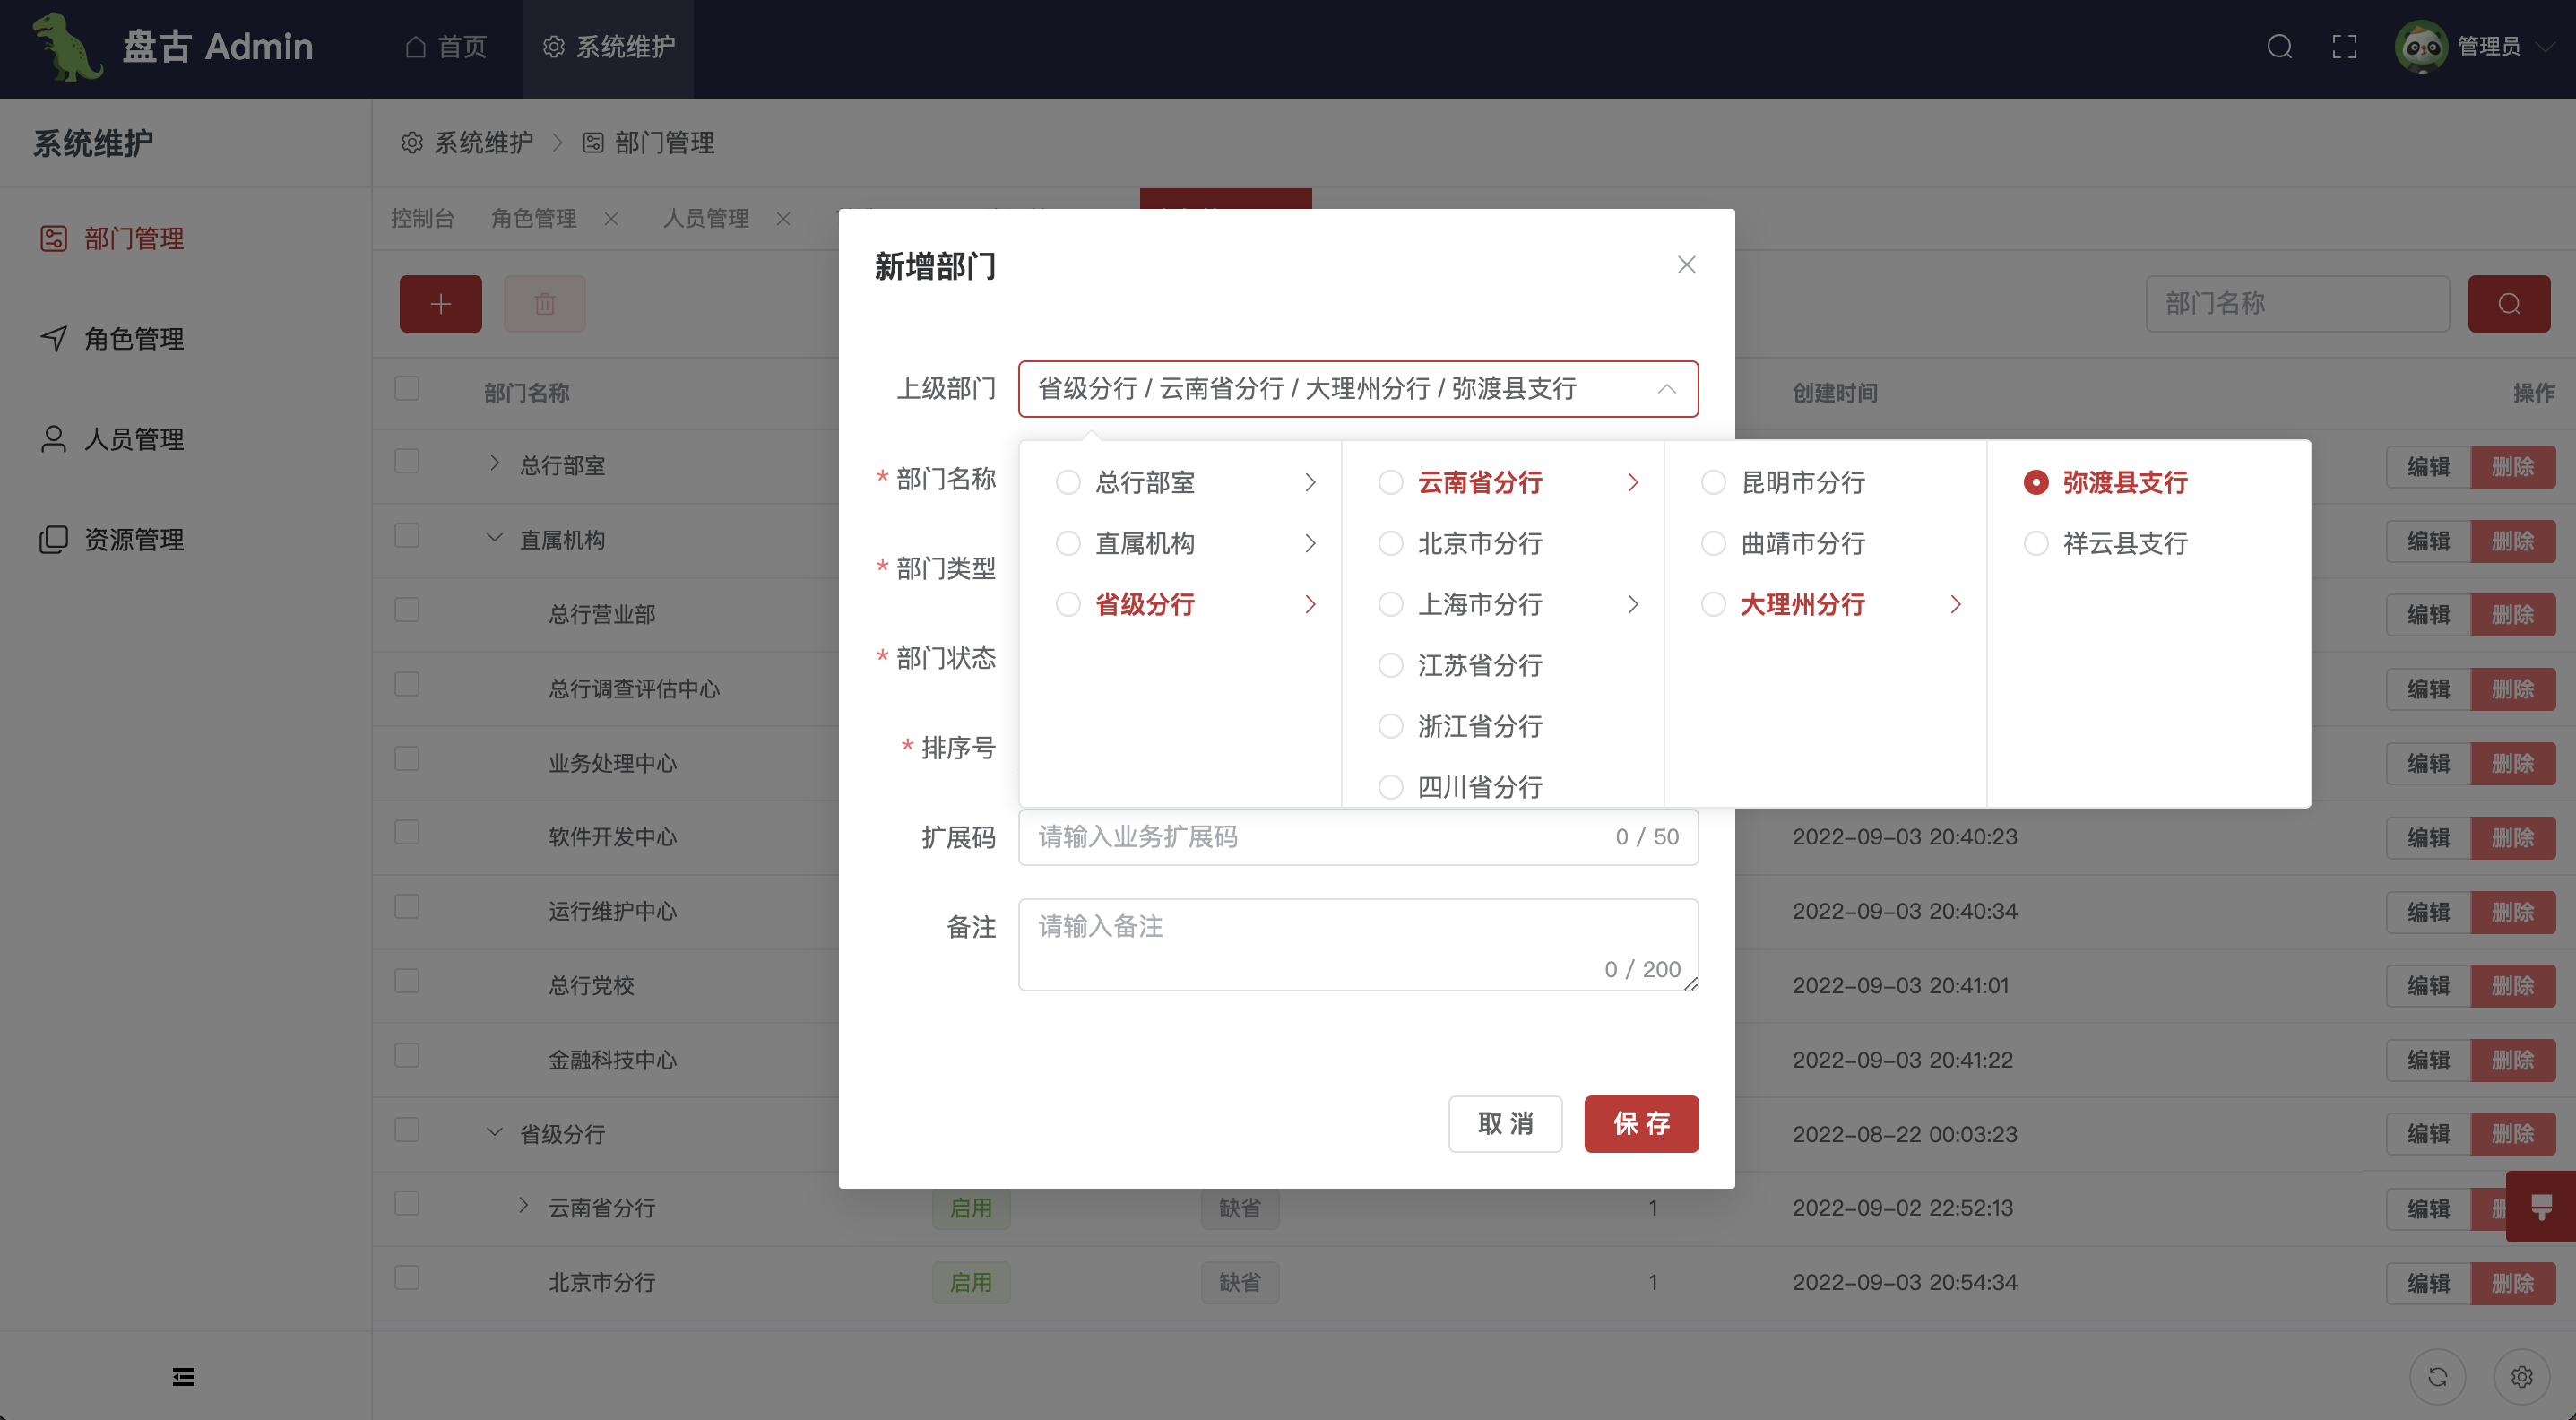 盘古 Admin
首页
系统维护
管理员
系统维护
系统维护
部门管理
控制台
角色管理
人员管理
部门管理
角色管理
人员管理
资源管理
部门名称
部门名称
创建时间
操作
总行部室
编辑 删除
直属机构
编辑 删除
总行营业部
编辑 删除
总行调查评估中心
编辑 删除
业务处理中心
编辑 删除
软件开发中心
2022-09-03 20:40:23
编辑 删除
运行维护中心
2022-09-03 20:40:34
编辑 删除
总行党校
2022-09-03 20:41:01
编辑 删除
金融科技中心
2022-09-03 20:41:22
编辑 删除
省级分行
2022-08-22 00:03:23
编辑 删除
云南省分行
启用
缺省
1
2022-09-02 22:52:13
编辑
北京市分行
启用
缺省
1
2022-09-03 20:54:34
编辑 删除
新增部门
上级部门
省级分行 / 云南省分行 / 大理州分行 / 弥渡县支行
* 部门名称
* 部门类型
* 部门状态
* 排序号
总行部室
直属机构
省级分行
云南省分行
北京市分行
上海市分行
江苏省分行
浙江省分行
四川省分行
昆明市分行
曲靖市分行
大理州分行
弥渡县支行
祥云县支行
扩展码
请输入业务扩展码
0 / 50
备注
请输入备注
0 / 200
取 消
保 存